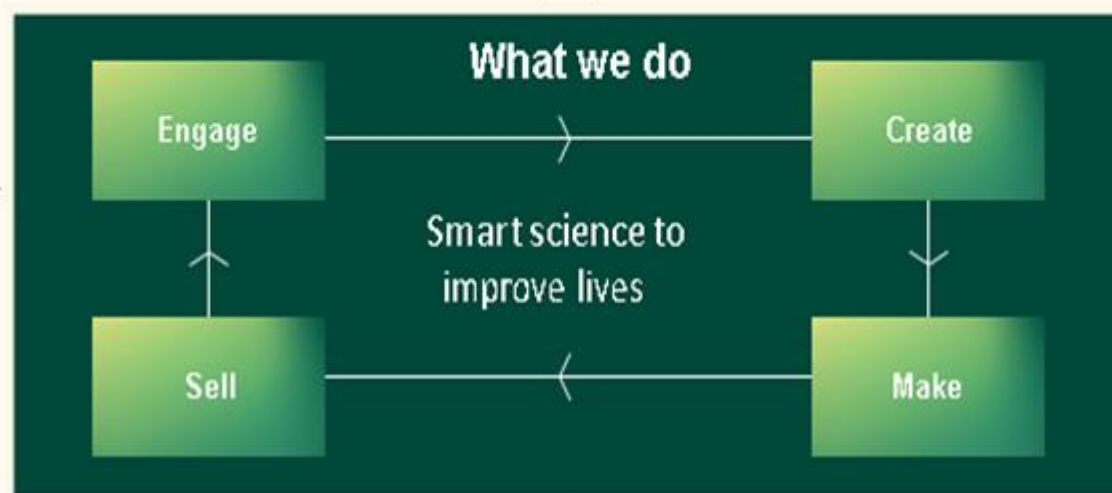 What we do
Engage
Create
Smart science to
improve lives
Sell
Make